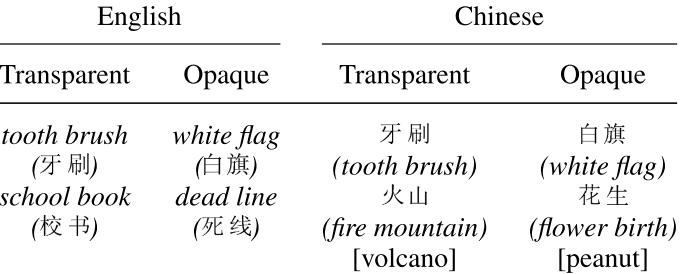 English Chinese
Transparent Opaque Transparent Opaque
tooth brush white flag 牙刷 白旗
(牙刷) (白旗) (tooth brush) (white flag)
school book dead line 火山 花生
(校书) (死线) (fire mountain) (flower birth)
[volcano] [peanut]